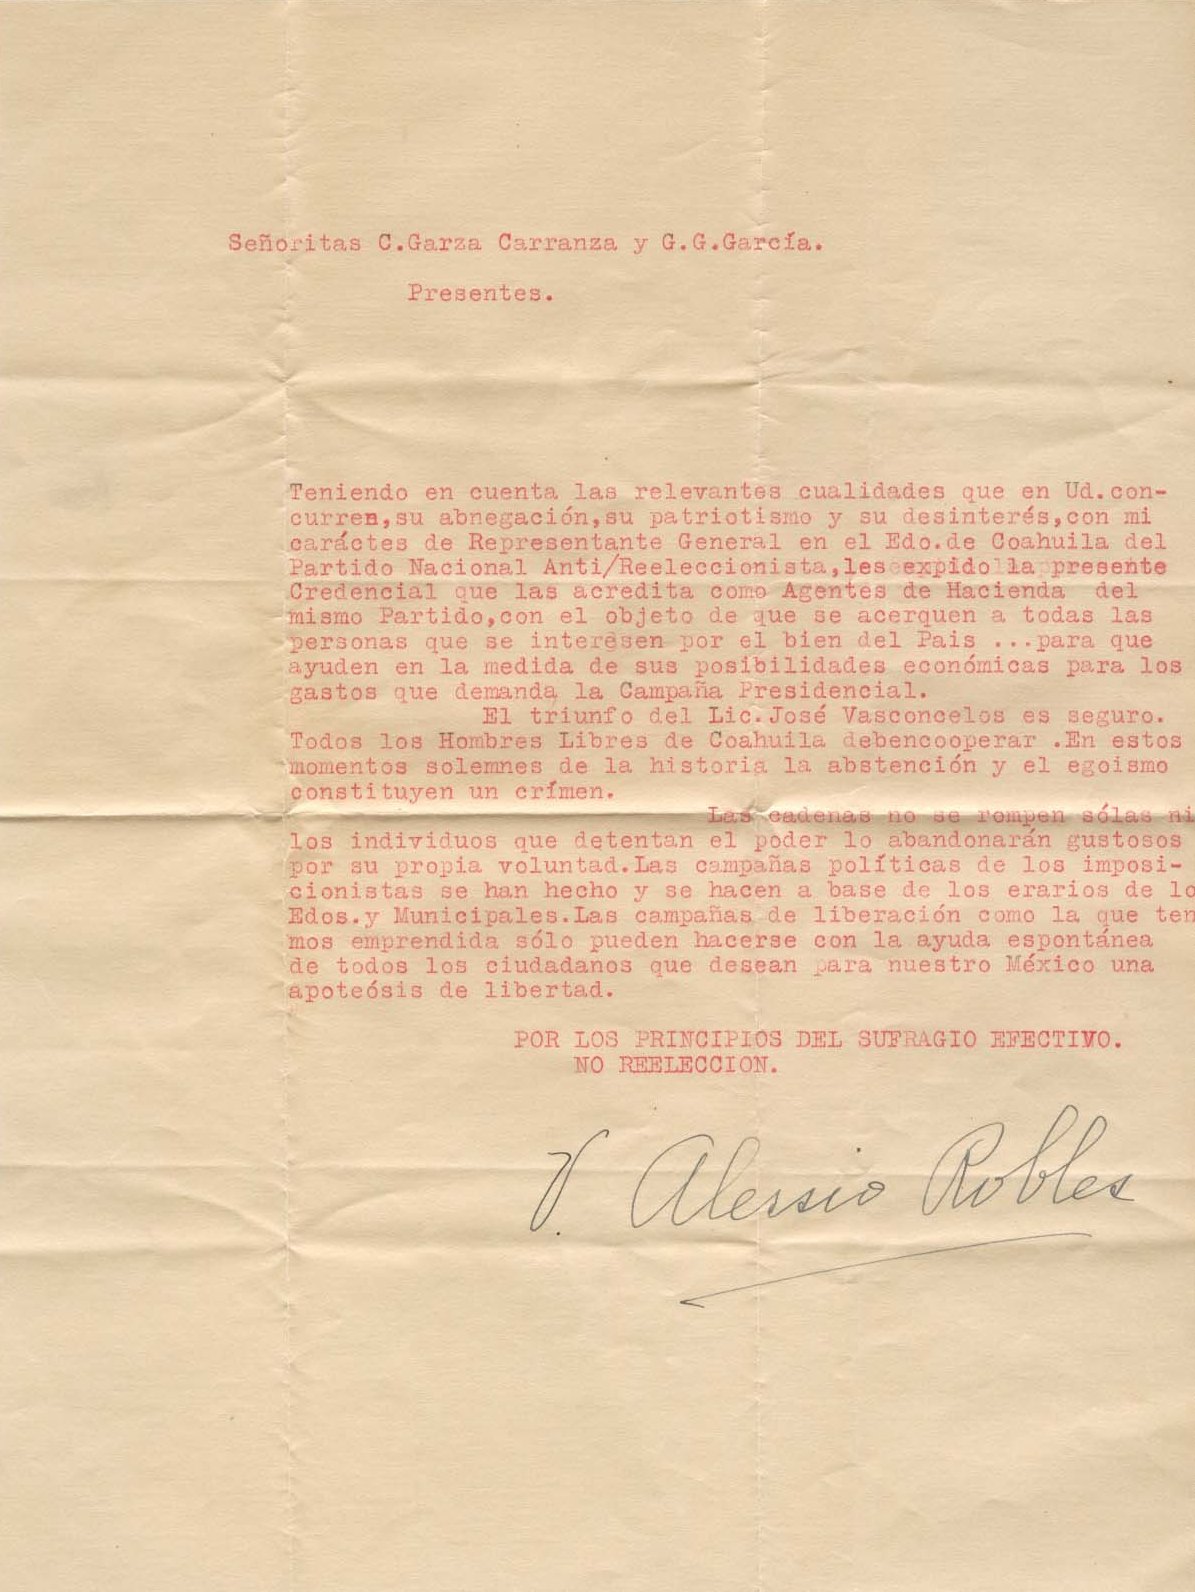 Señoritas C.Garza Carranza y G.G.García.
Presentes.
Teniendo en cuenta las relevantes cualidades que en Ud.con-
curren,su abnegación,su patriotismo y su desinterés,con mi
caráctes de Representante General en el Edo.de Coahuila del
Partido Nacional Anti/Reeleccionista,les expido la presente
Credencial que las acredita como Agentes de Hacienda del
mismo Partido,con el objeto de que se acerquen a todas las
personas que se interesen por el bien del Pais ...para que
ayuden en la medida de sus posibilidades económicas para los
gastos que demanda la Campaña Presidencial.
El triunfo del Lic.José Vasconcelos es seguro.
Todos los Hombres Libres de Coahuila debencooperar .En estos
momentos solemnes de la historia la abstención y el egoismo
constituyen un crímen.
Las cadenas no se rompen sólas ni
los individuos que detentan el poder lo abandonarán gustosos
por su propia voluntad.Las campañas políticas de los imposi-
cionistas se han hecho y se hacen a base de los erarios de lo
Edos.y Municipales.Las campañas de liberación como la que ten
mos emprendida sólo pueden hacerse con la ayuda espontánea
de todos los ciudadanos que desean para nuestro México una
apoteósis de libertad.
POR LOS PRINCIPIOS DEL SUFRAGIO EFECTIVO.
NO REELECCION.
V. Alessio Robles